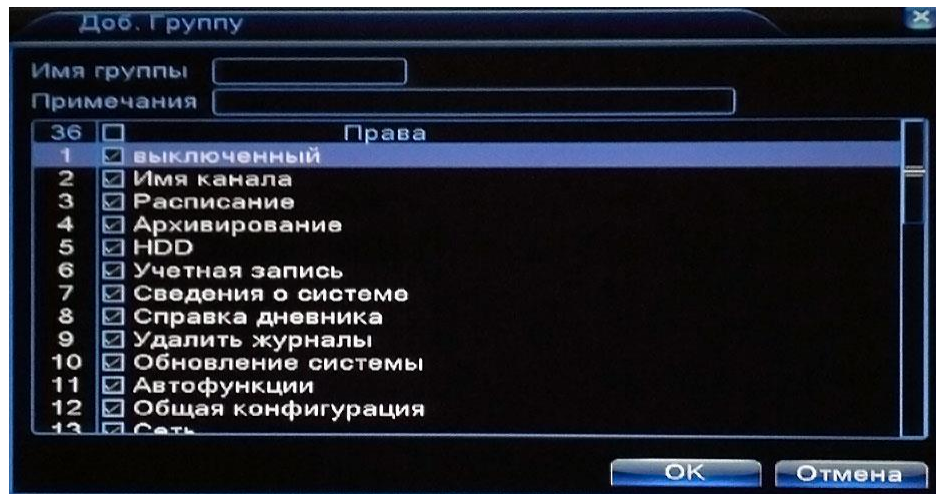 Доб. Группу
Имя группы
Примечания
36 Права
1 выключенный
2 Имя канала
3 Расписание
4 Архивирование
5 HDD
6 Учетная запись
7 Сведения о системе
8 Справка дневника
9 Удалить журналы
10 Обновление системы
11 Автофункции
12 Общая конфигурация
13 Сеть
OK Отмена